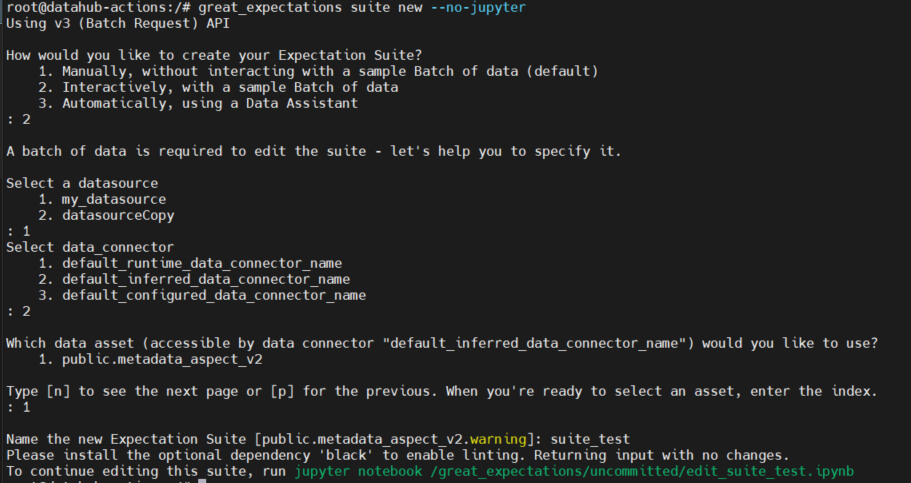 root@datahub-actions:/# great_expectations suite new --no-jupyter
Using v3 (Batch Request) API
How would you like to create your Expectation Suite?
1. Manually, without interacting with a sample Batch of data (default)
2. Interactively, with a sample Batch of data
3. Automatically, using a Data Assistant
: 2
A batch of data is required to edit the suite - let's help you to specify it.
Select a datasource
1. my_datasource
2. datasourceCopy
: 1
Select data_connector
1. default_runtime_data_connector_name
2. default_inferred_data_connector_name
3. default_configured_data_connector_name
: 2
Which data asset (accessible by data connector "default_inferred_data_connector_name") would you like to use?
1. public.metadata_aspect_v2
Type [n] to see the next page or [p] for the previous. When you're ready to select an asset, enter the index.
: 1
Name the new Expectation Suite [public.metadata_aspect_v2.warning]: suite_test
Please install the optional dependency 'black' to enable linting. Returning input with no changes.
To continue editing this suite, run jupyter notebook /great_expectations/uncommitted/edit_suite_test.ipynb